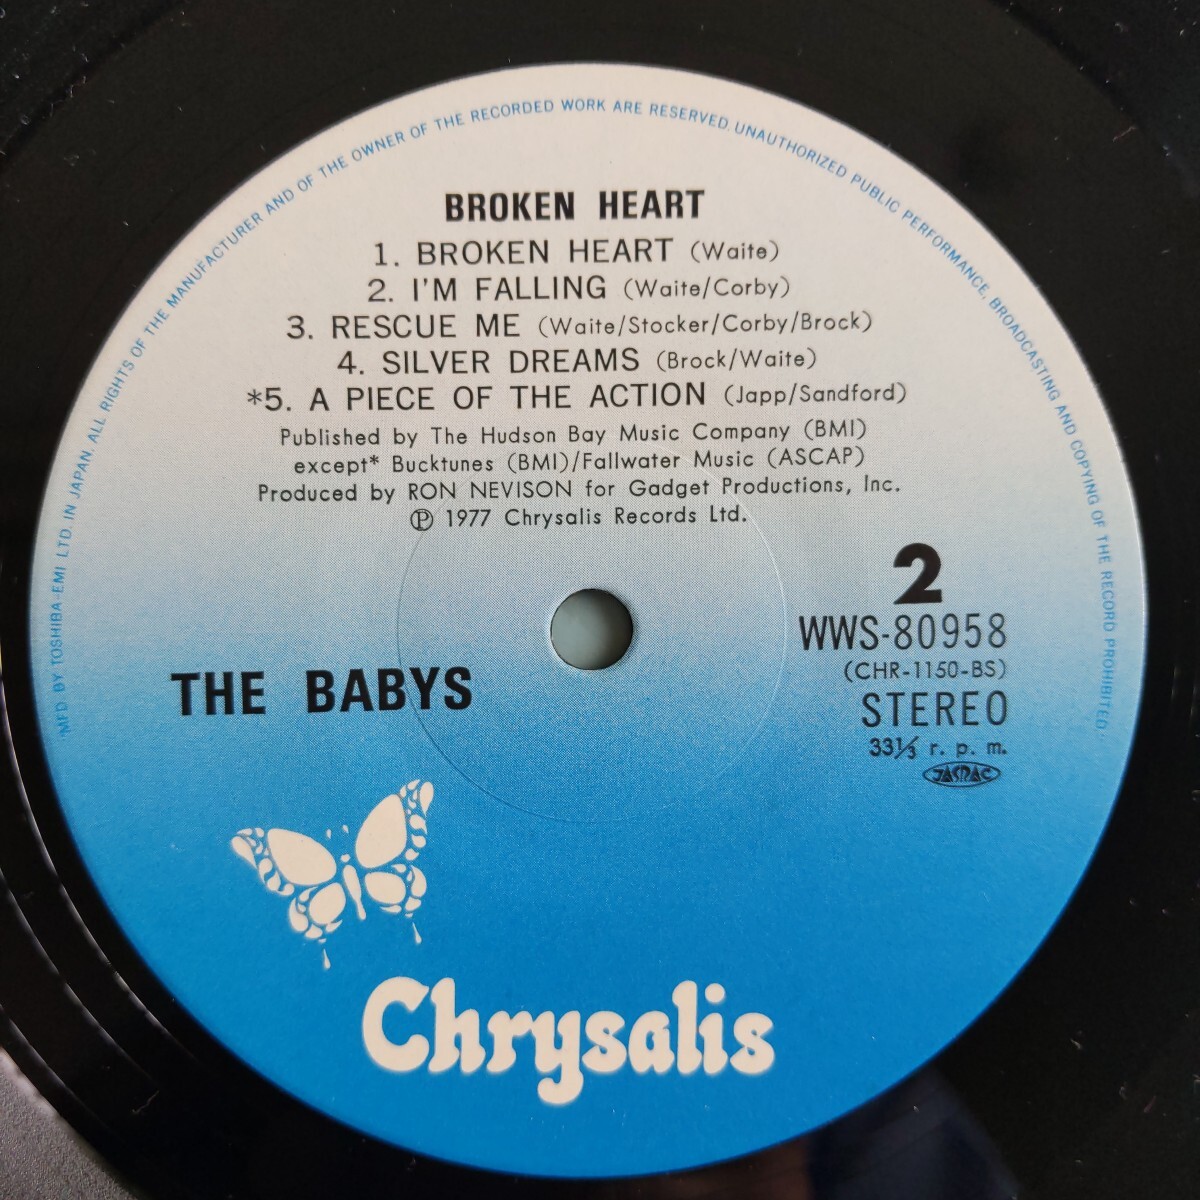 "MFD. BY TOSHIBA-EMI LTD. IN JAPAN. ALL RIGHTS OF THE MANUFACTURER AND OF THE OWNER OF THE RECORDED WORK ARE RESERVED. UNAUTHORIZED PUBLIC PERFORMANCE, BROADCASTING AND COPYING OF THE RECORD PROHIBITED."
BROKEN HEART
1. BROKEN HEART (Waite)
2. I'M FALLING (Waite/Corby)
3. RESCUE ME (Waite/Stocker/Corby/Brock)
4. SILVER DREAMS (Brock/Waite)
*5. A PIECE OF THE ACTION (Japp/Sandford)
Published by The Hudson Bay Music Company (BMI)
except* Bucktunes (BMI)/Fallwater Music (ASCAP)
Produced by RON NEVISON for Gadget Productions, Inc.
℗ 1977 Chrysalis Records Ltd.
2
WWS-80958
(CHR-1150-BS)
STEREO
33⅓ r. p. m.
JASRAC
THE BABYS
Chrysalis